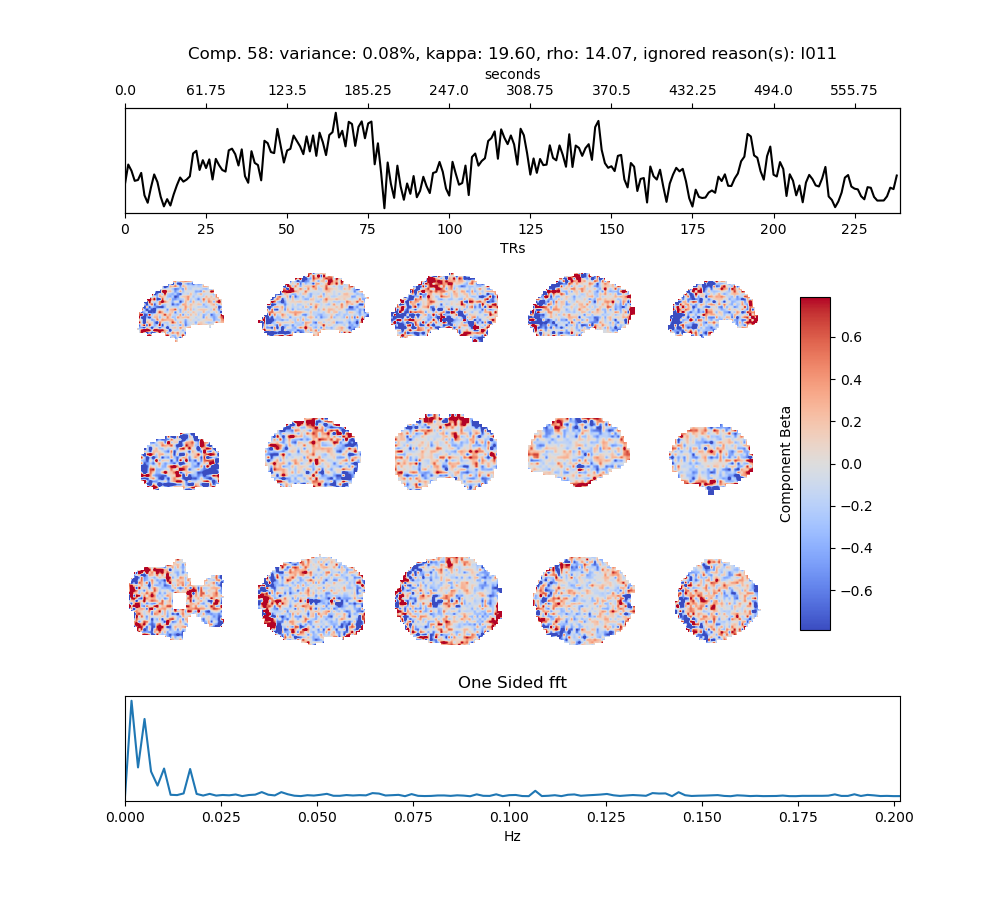 Comp. 58: variance: 0.08%, kappa: 19.60, rho: 14.07, ignored reason(s): I011
seconds
0.0 61.75 123.5 185.25 247.0 308.75 370.5 432.25 494.0 555.75
0 25 50 75 100 125 150 175 200 225
TRs
0.6
0.4
0.2
0.0
−0.2
−0.4
−0.6
Component Beta
One Sided fft
0.000 0.025 0.050 0.075 0.100 0.125 0.150 0.175 0.200
Hz